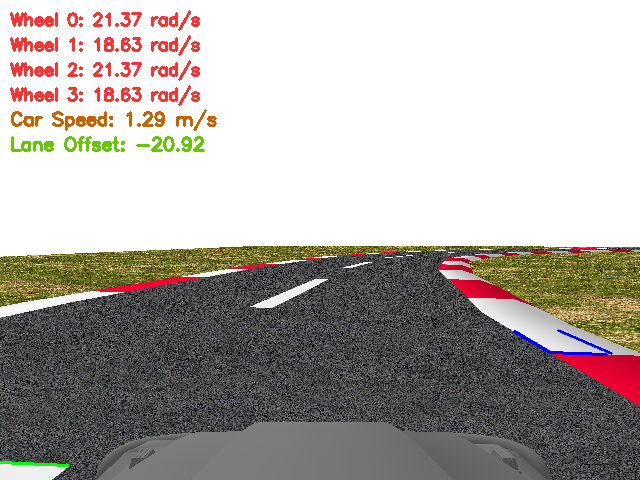 Wheel 0: 21.37 rad/s
Wheel 1: 18.63 rad/s
Wheel 2: 21.37 rad/s
Wheel 3: 18.63 rad/s
Car Speed: 1.29 m/s
Lane Offset: -20.92